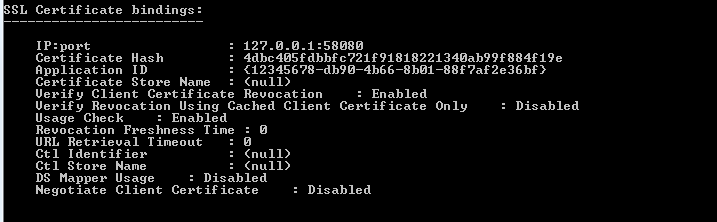 SSL Certificate bindings:
-------------------------
IP:port : 127.0.0.1:58080
Certificate Hash : 4dbc405fdbbfc721f91818221340ab99f884f19e
Application ID : {12345678-db90-4b66-8b01-88f7af2e36bf}
Certificate Store Name : (null)
Verify Client Certificate Revocation : Enabled
Verify Revocation Using Cached Client Certificate Only : Disabled
Usage Check : Enabled
Revocation Freshness Time : 0
URL Retrieval Timeout : 0
Ctl Identifier : (null)
Ctl Store Name : (null)
DS Mapper Usage : Disabled
Negotiate Client Certificate : Disabled